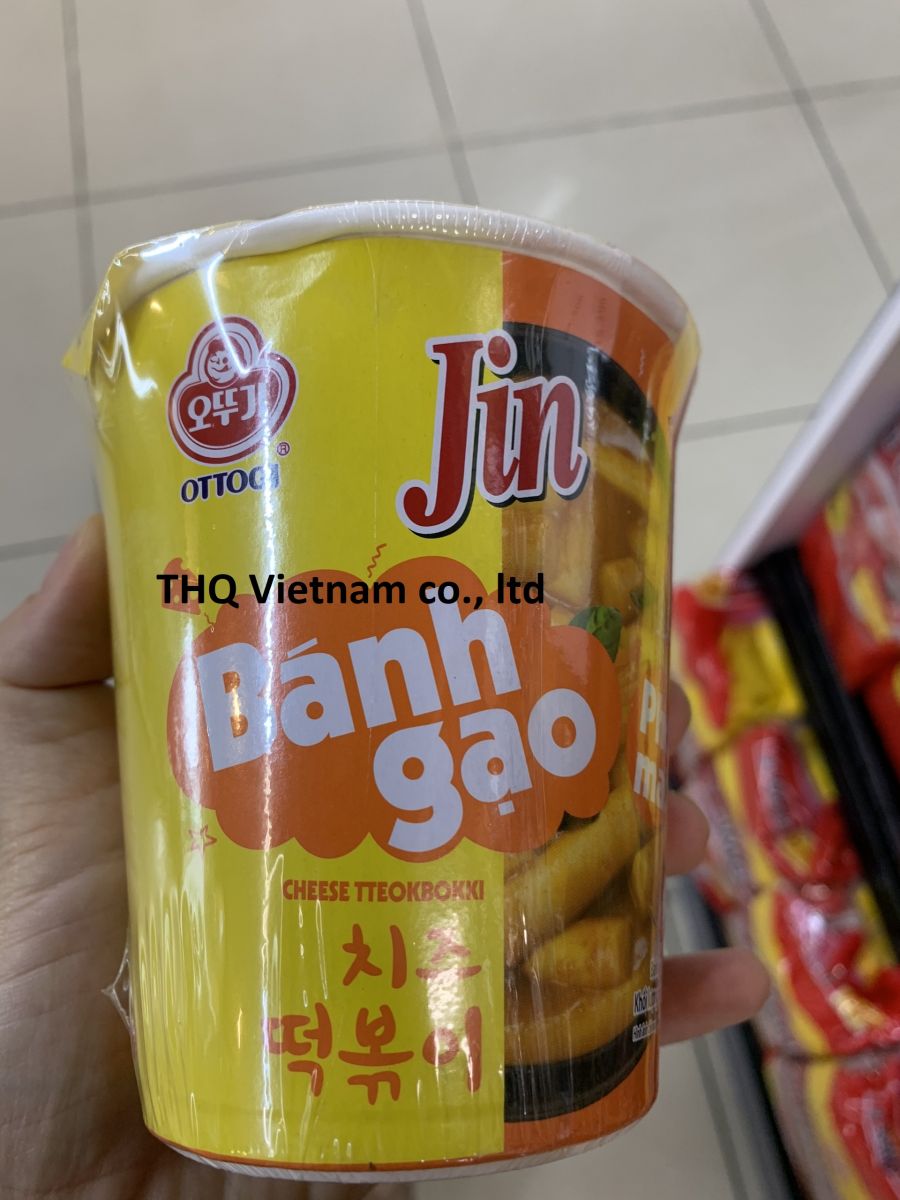 오뚜기
OTTOGI
Jin
THQ Vietnam co., ltd
Bánh
gạo
CHEESE TTEOKBOKKI
치즈
떡볶이